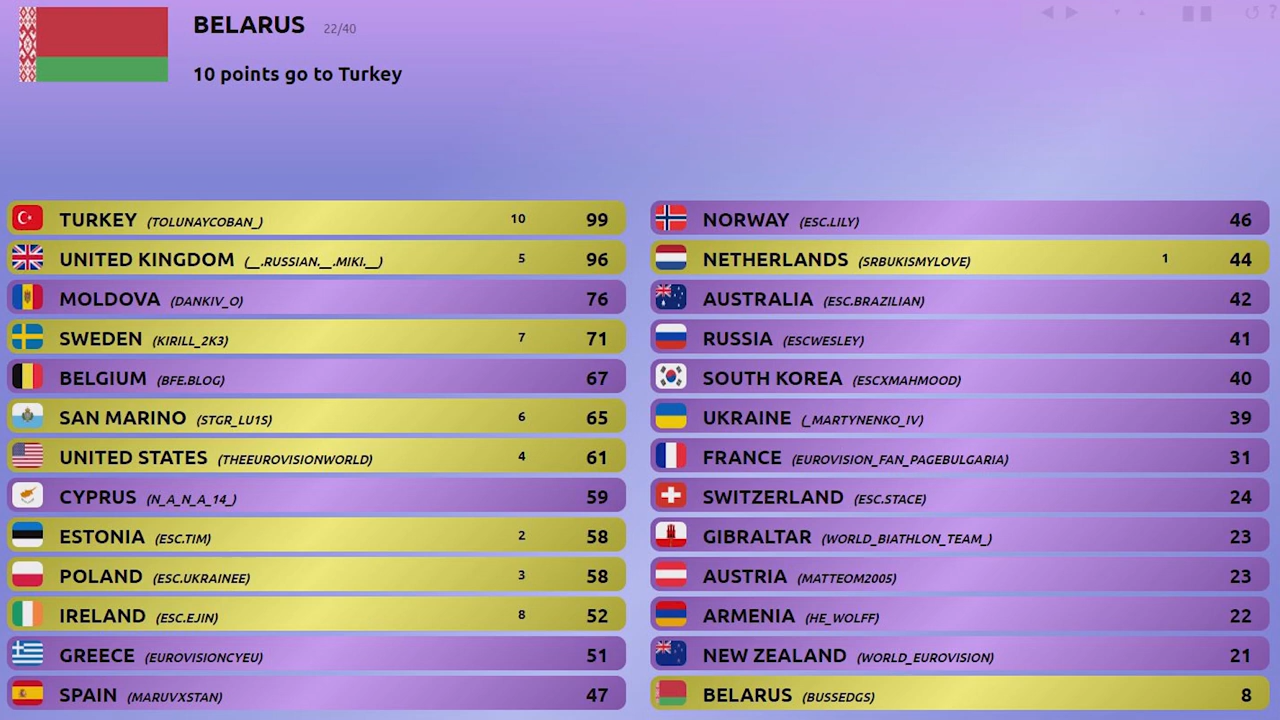 BELARUS 22/40
10 points go to Turkey
TURKEY (TOLUNAYCOBAN_) 10 99
UNITED KINGDOM (__.RUSSIAN.__.MIKI.__) 5 96
MOLDOVA (DANKIV_O) 76
SWEDEN (KIRILL_2K3) 7 71
BELGIUM (BFE.BLOG) 67
SAN MARINO (STGR_LU1S) 6 65
UNITED STATES (THEEUROVISIONWORLD) 4 61
CYPRUS (N_A_N_A_14_) 59
ESTONIA (ESC.TIM) 2 58
POLAND (ESC.UKRAINEE) 3 58
IRELAND (ESC.EJIN) 8 52
GREECE (EUROVISIONCYEU) 51
SPAIN (MARUVXSTAN) 47
NORWAY (ESC.LILY) 46
NETHERLANDS (SRBUKISMYLOVE) 1 44
AUSTRALIA (ESC.BRAZILIAN) 42
RUSSIA (ESCWESLEY) 41
SOUTH KOREA (ESCXMAHMOOD) 40
UKRAINE (_MARTYNENKO_IV) 39
FRANCE (EUROVISION_FAN_PAGEBULGARIA) 31
SWITZERLAND (ESC.STACE) 24
GIBRALTAR (WORLD_BIATHLON_TEAM_) 23
AUSTRIA (MATTEOM2005) 23
ARMENIA (HE_WOLFF) 22
NEW ZEALAND (WORLD_EUROVISION) 21
BELARUS (BUSSEDGS) 8